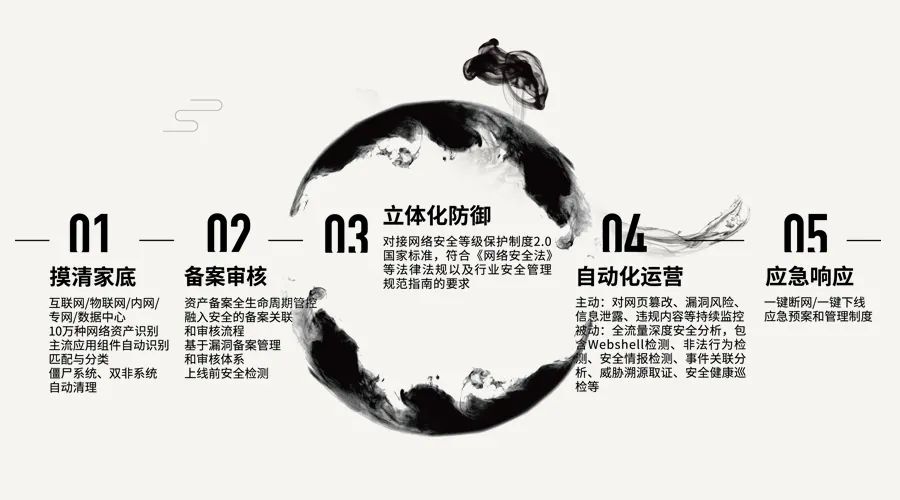 01
摸清家底
互联网/物联网/内网/
专网/数据中心
10万种网络资产识别
主流应用组件自动识别
匹配与分类
僵尸系统、双非系统
自动清理
02
备案审核
资产备案全生命周期管控
融入安全的备案关联
和审核流程
基于漏洞备案管理
和审核体系
上线前安全检测
03
立体化防御
对接网络安全等级保护制度2.0
国家标准，符合《网络安全法》
等法律法规以及行业安全管理
规范指南的要求
04
自动化运营
主动：对网页篡改、漏洞风险、
信息泄露、违规内容等持续监控
被动：全流量深度安全分析，包
含Webshell检测、非法行为检
测、安全情报检测、事件关联分
析、威胁溯源取证、安全健康巡
检等
05
应急响应
一键断网/一键下线
应急预案和管理制度